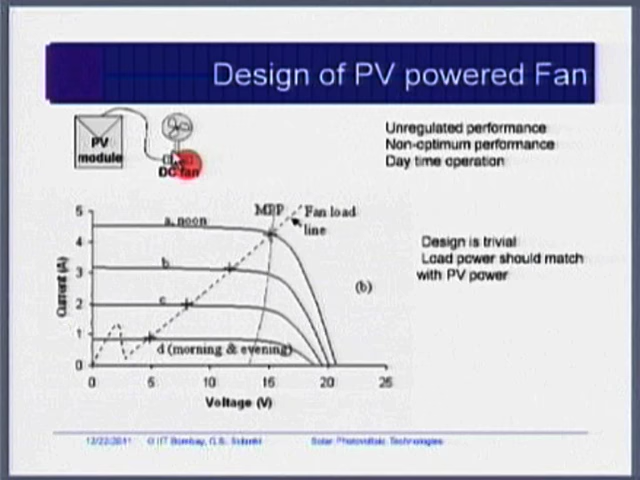 Design of PV powered Fan
PV
module
DC fan
Unregulated performance
Non-optimum performance
Day time operation
MPP
Fan load
line
a, noon
b
c
d (morning & evening)
(b)
Current (A)
5
4
3
2
1
0
0
5
10
15
20
25
Voltage (V)
Design is trivial
Load power should match
with PV power
12/22/2011
© IIT Bombay, C.S. Solanki
Solar Photovoltaic Technologies